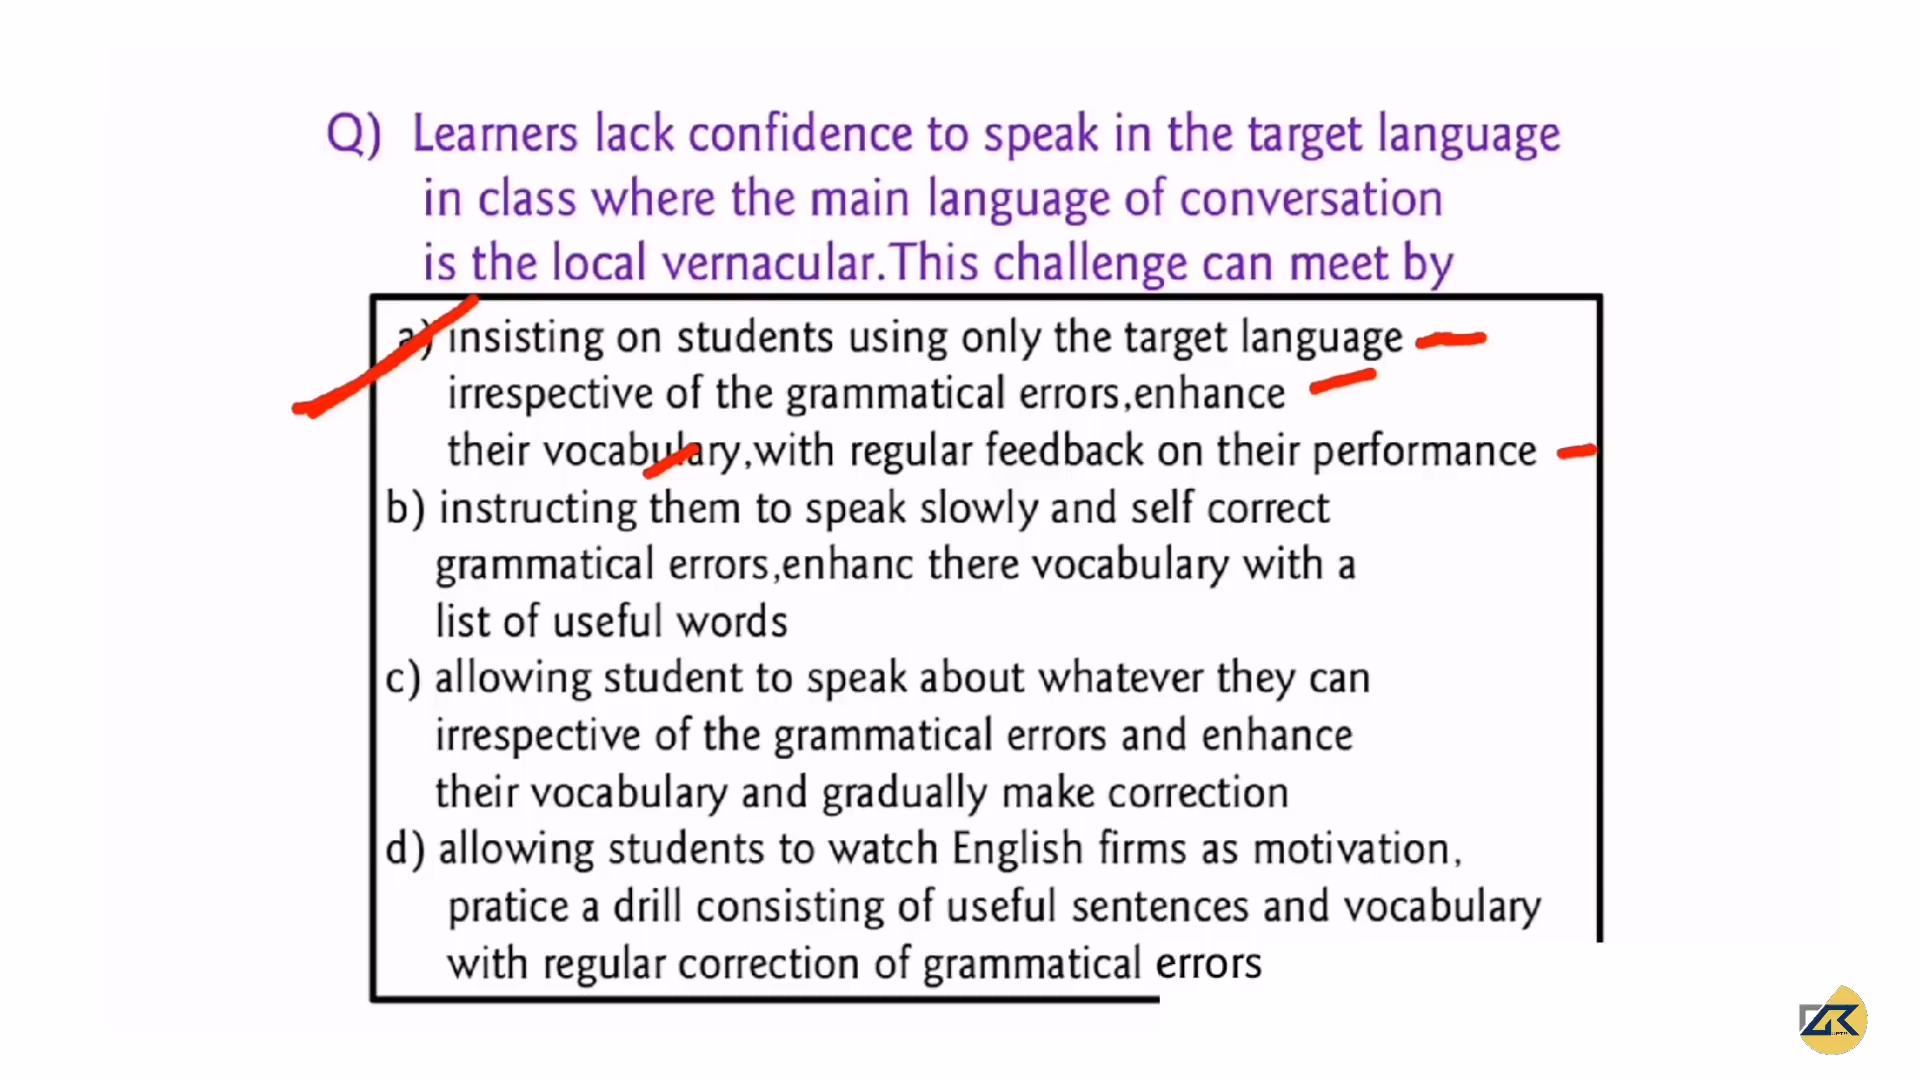 Q) Learners lack confidence to speak in the target language
in class where the main language of conversation
is the local vernacular.This challenge can meet by
a) insisting on students using only the target language
irrespective of the grammatical errors,enhance
their vocabulary,with regular feedback on their performance
b) instructing them to speak slowly and self correct
grammatical errors,enhanc there vocabulary with a
list of useful words
c) allowing student to speak about whatever they can
irrespective of the grammatical errors and enhance
their vocabulary and gradually make correction
d) allowing students to watch English firms as motivation,
pratice a drill consisting of useful sentences and vocabulary
with regular correction of grammatical errors